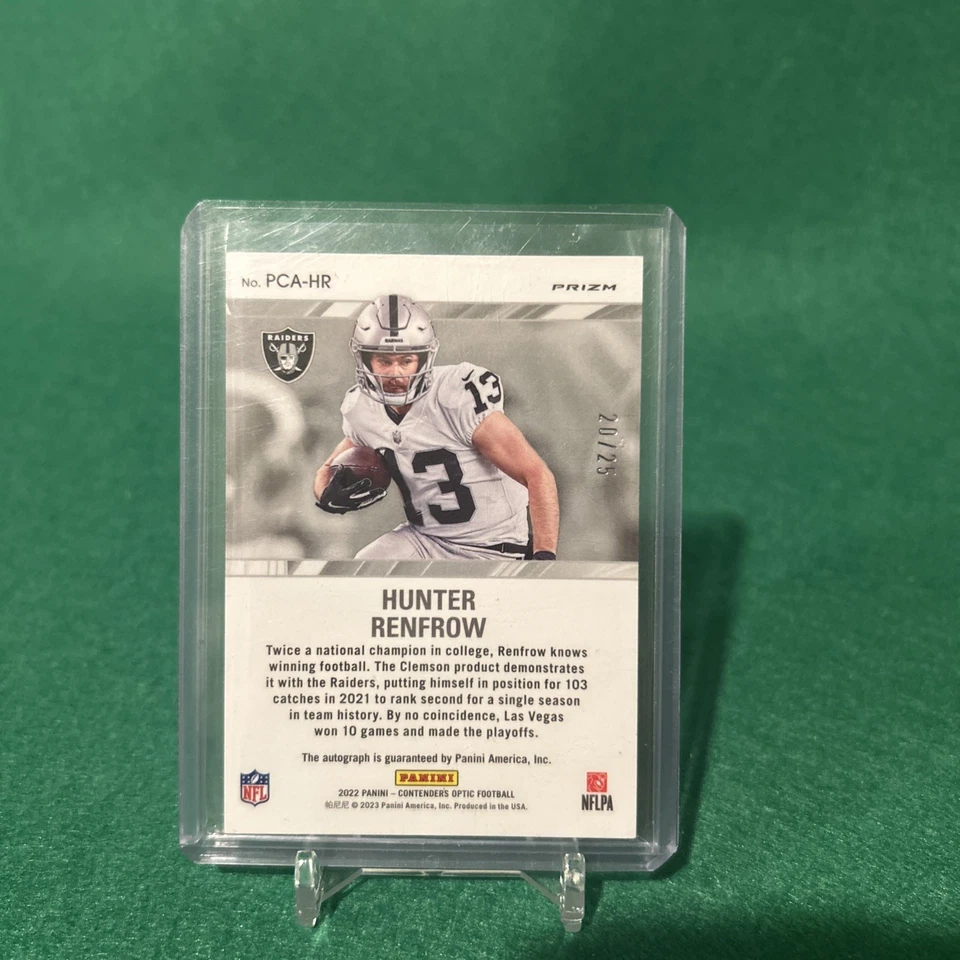 No. PCA-HR
PRIZM
RAIDERS
RAIDERS
13
13
20/25
HUNTER
RENFROW
Twice a national champion in college, Renfrow knows
winning football. The Clemson product demonstrates
it with the Raiders, putting himself in position for 103
catches in 2021 to rank second for a single season
in team history. By no coincidence, Las Vegas
won 10 games and made the playoffs.
The autograph is guaranteed by Panini America, Inc.
PANINI
NFL
2022 PANINI – CONTENDERS OPTIC FOOTBALL
帕尼尼 © 2023 Panini America, Inc. Produced in the USA.
NFLPA